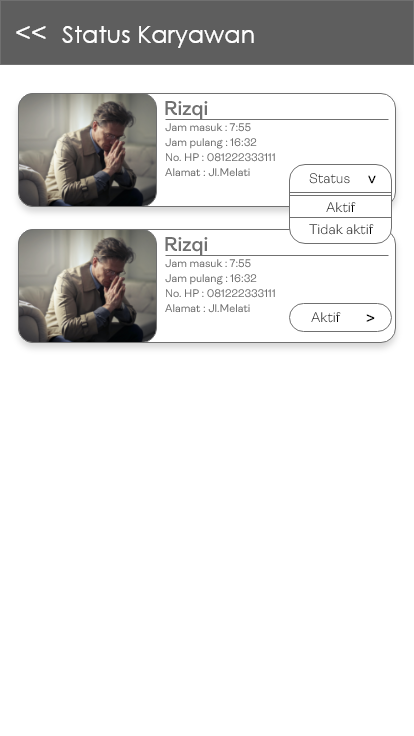 << Status Karyawan
Rizqi
Jam masuk : 7:55
Jam pulang : 16:32
No. HP : 081222333111
Alamat : Jl.Melati
Status v
Aktif
Tidak aktif
Rizqi
Jam masuk : 7:55
Jam pulang : 16:32
No. HP : 081222333111
Alamat : Jl.Melati
Aktif >